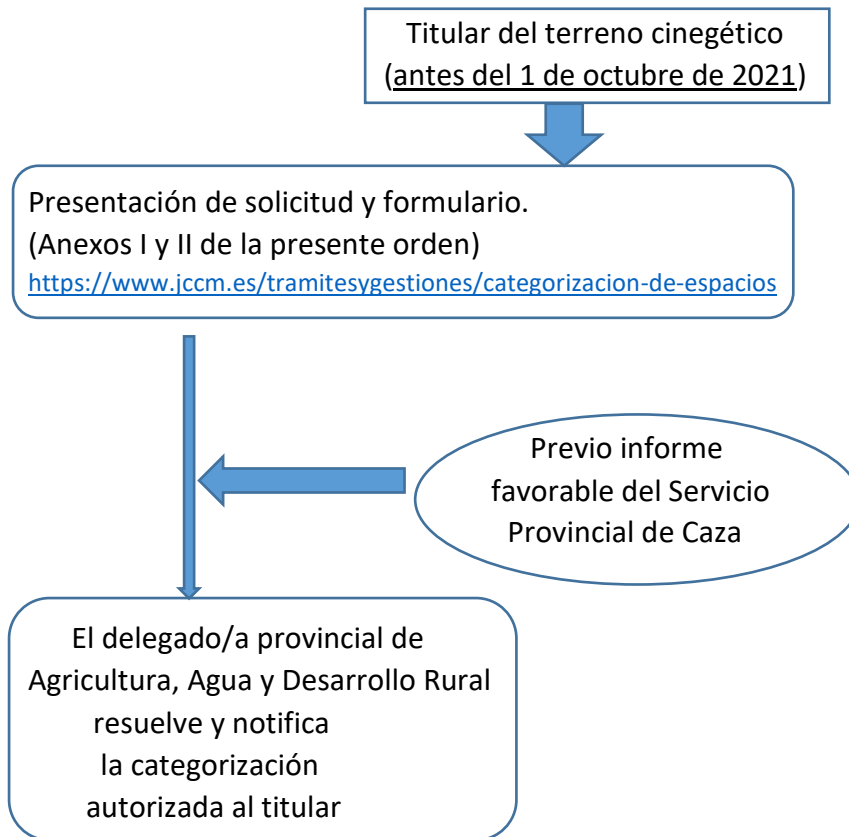 Titular del terreno cinegético
(antes del 1 de octubre de 2021)
Presentación de solicitud y formulario.
(Anexos I y II de la presente orden)
https://www.jccm.es/tramitesygestiones/categorizacion-de-espacios
Previo informe
favorable del Servicio
Provincial de Caza
El delegado/a provincial de
Agricultura, Agua y Desarrollo Rural
resuelve y notifica
la categorización
autorizada al titular